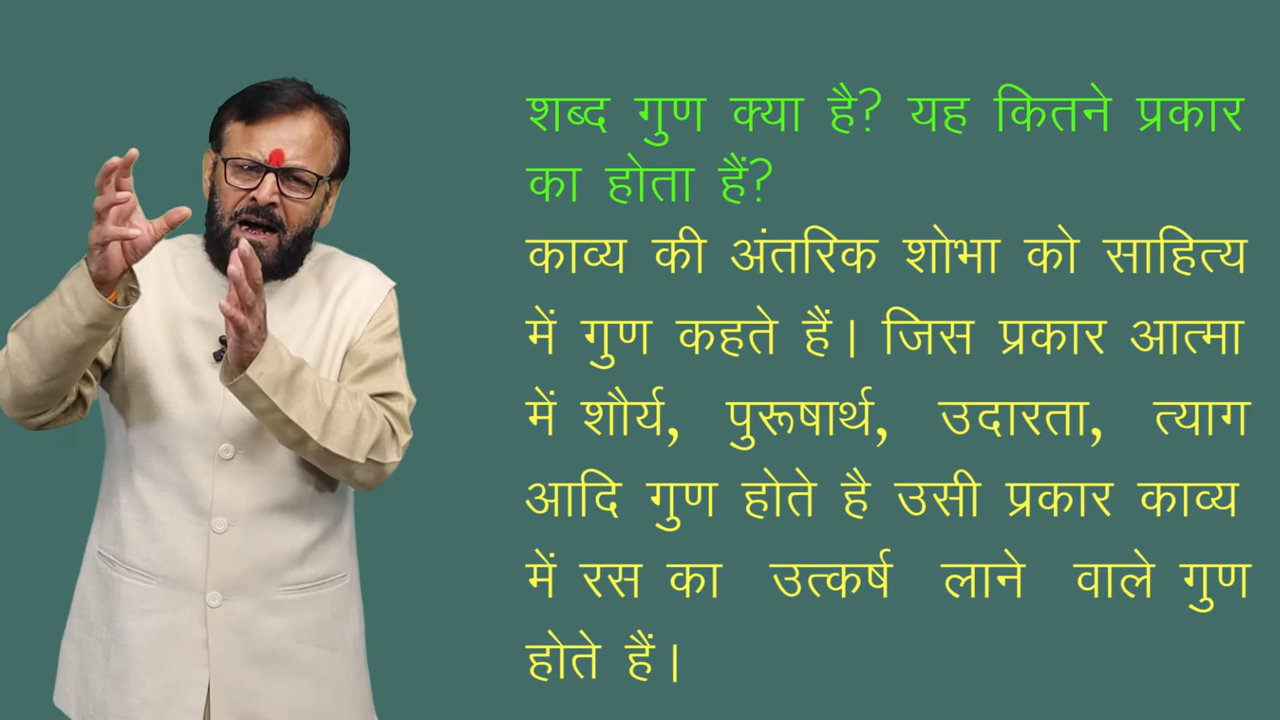 शब्द गुण क्या है? यह कितने प्रकार
का होता हैं?
काव्य की अंतरिक शोभा को साहित्य
में गुण कहते हैं। जिस प्रकार आत्मा
में शौर्य, पुरूषार्थ, उदारता, त्याग
आदि गुण होते है उसी प्रकार काव्य
में रस का उत्कर्ष लाने वाले गुण
होते हैं।